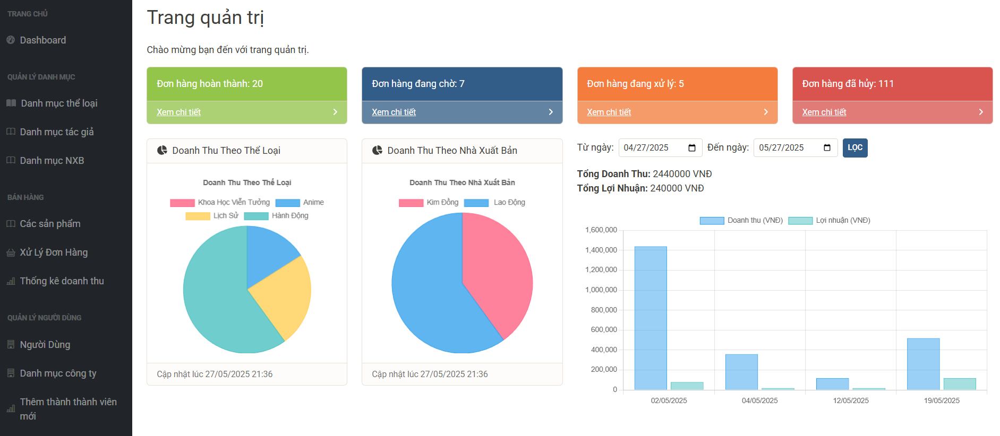 TRANG CHỦ
Dashboard
QUẢN LÝ DANH MỤC
Danh mục thể loại
Danh mục tác giả
Danh mục NXB
BÁN HÀNG
Các sản phẩm
Xử Lý Đơn Hàng
Thống kê doanh thu
QUẢN LÝ NGƯỜI DÙNG
Người Dùng
Danh mục công ty
Thêm thành thành viên
mới
Trang quản trị
Chào mừng bạn đến với trang quản trị.
Đơn hàng hoàn thành: 20
Xem chi tiết
Đơn hàng đang chờ: 7
Xem chi tiết
Đơn hàng đang xử lý: 5
Xem chi tiết
Đơn hàng đã hủy: 111
Xem chi tiết
Doanh Thu Theo Thể Loại
Doanh Thu Theo Thể Loại
Khoa Học Viễn Tưởng Anime
Lịch Sử Hành Động
Cập nhật lúc 27/05/2025 21:36
Doanh Thu Theo Nhà Xuất Bản
Doanh Thu Theo Nhà Xuất Bản
Kim Đồng Lao Động
Cập nhật lúc 27/05/2025 21:36
Từ ngày: 04/27/2025 Đến ngày: 05/27/2025 LỌC
Tổng Doanh Thu: 2440000 VNĐ
Tổng Lợi Nhuận: 240000 VNĐ
Doanh thu (VNĐ) Lợi nhuận (VNĐ)
1,600,000
1,400,000
1,200,000
1,000,000
800,000
600,000
400,000
200,000
0
02/05/2025 04/05/2025 12/05/2025 19/05/2025